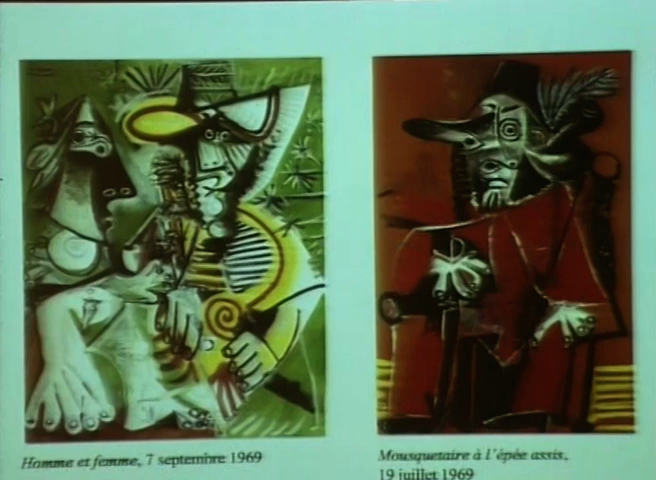 Homme et femme, 7 septembre 1969
Mousquetaire à l'épée assis,
19 juillet 1969